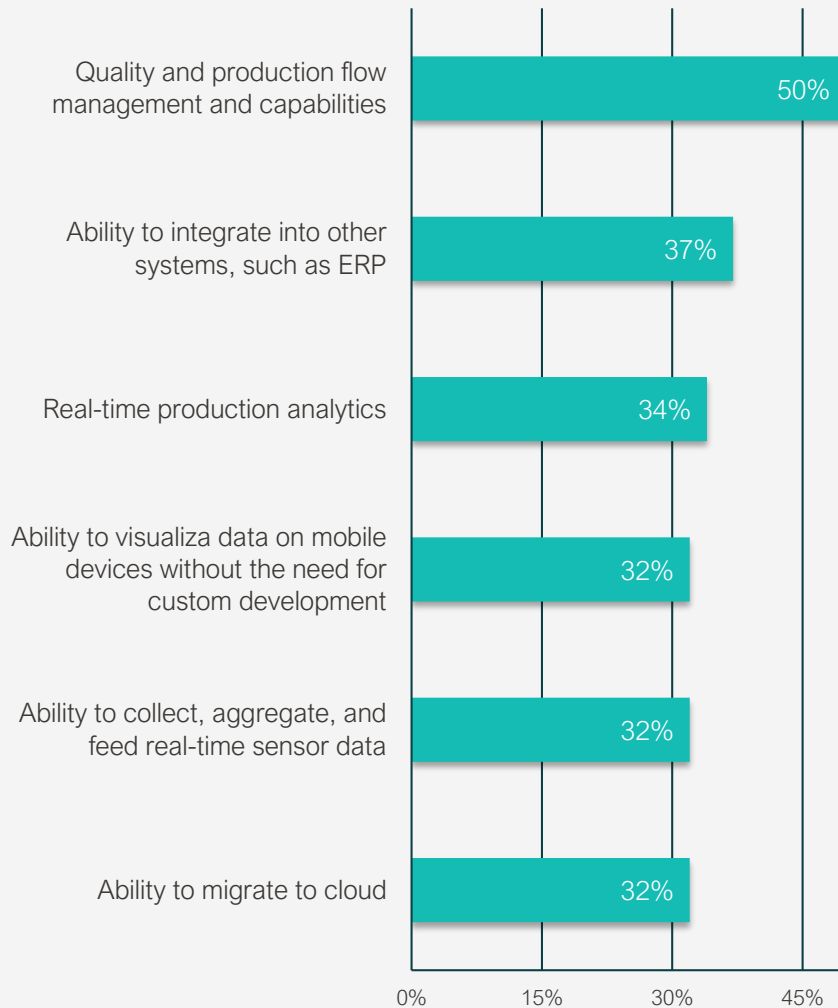 Quality and production flow
management and capabilities
50%
Ability to integrate into other
systems, such as ERP
37%
Real-time production analytics
34%
Ability to visualiza data on mobile
devices without the need for
custom development
32%
Ability to collect, aggregate, and
feed real-time sensor data
32%
Ability to migrate to cloud
32%
0% 15% 30% 45%